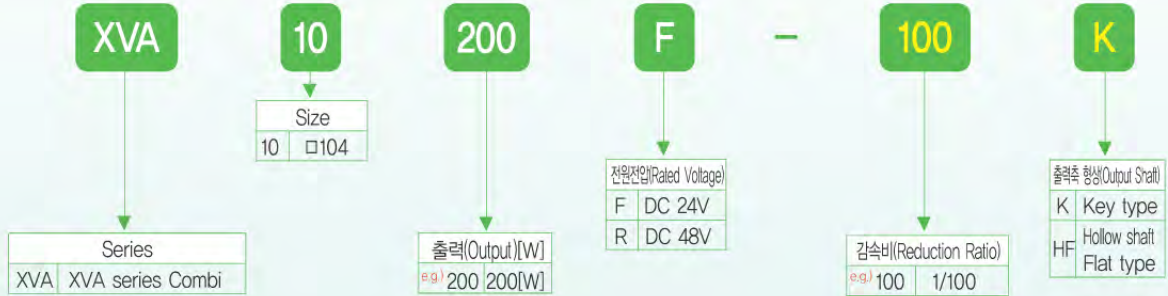 XVA 10 200 F - 100 K
Size
10 □104
전원전압(Rated Voltage)
F DC 24V
R DC 48V
출력축 형상(Output Shaft)
K Key type
HF Hollow shaft
Flat type
Series
XVA XVA series Combi
출력(Output)[W]
e.g.) 200 200[W]
감속비(Reduction Ratio)
e.g.) 100 1/100